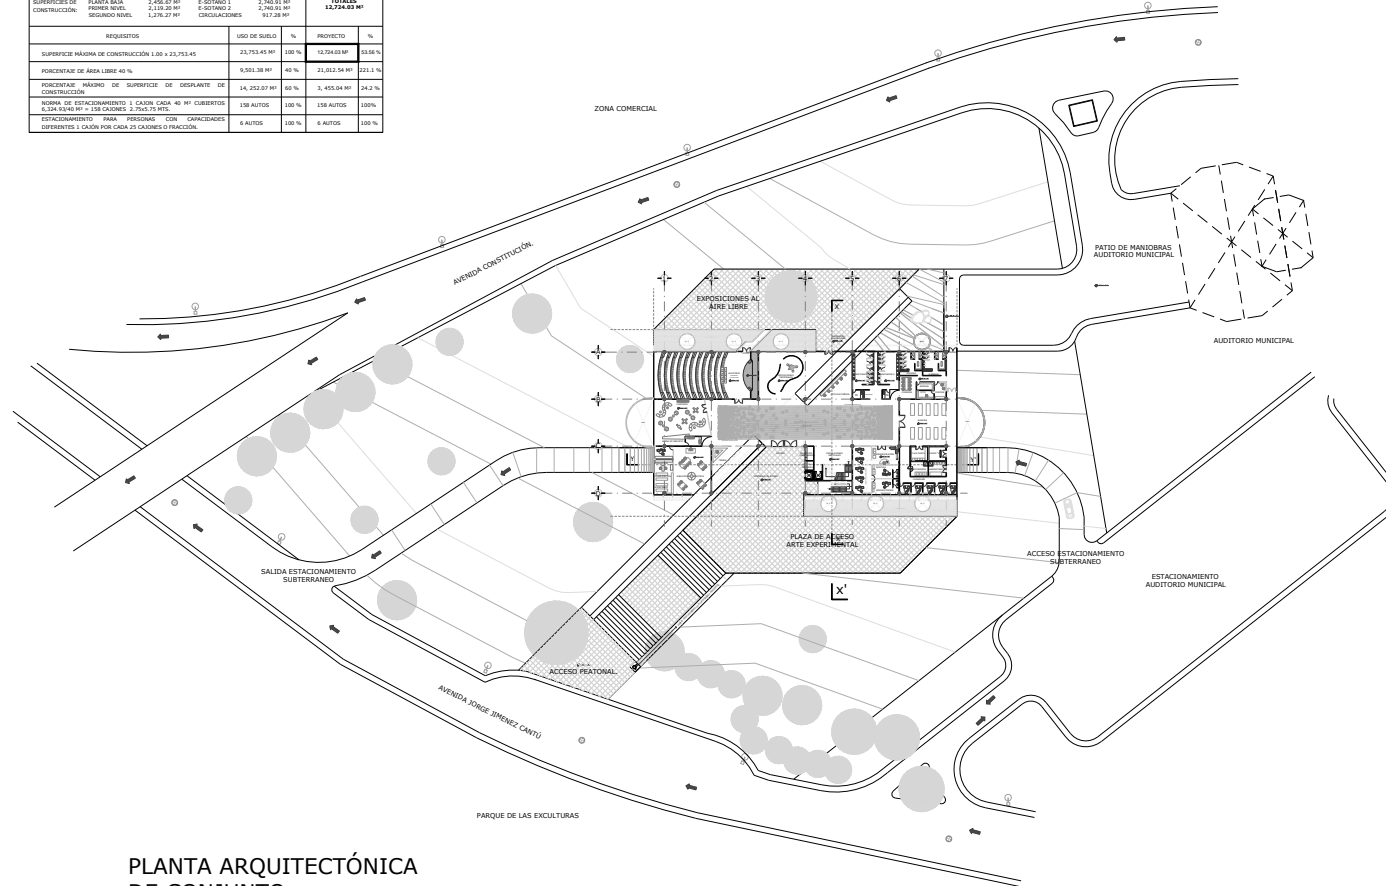 SUPERFICIES DE CONSTRUCCIÓN: PLANTA BAJA 2,456.67 M² E-SOTANO 1 2,740.91 M² TOTALES
PRIMER NIVEL 2,119.20 M² E-SOTANO 2 2,740.91 M² 12,724.03 M²
SEGUNDO NIVEL 1,276.27 M² CIRCULACIONES 917.28 M²
REQUISITOS USO DE SUELO % PROYECTO %
SUPERFICIE MÁXIMA DE CONSTRUCCIÓN 1.00 x 23,753.45 23,753.45 M² 100 % 12,724.03 M² 53.56 %
PORCENTAJE DE ÁREA LIBRE 40 % 9,501.38 M² 40 % 21,012.54 M² 221.1 %
PORCENTAJE MÁXIMO DE SUPERFICIE DE DESPLANTE DE
CONSTRUCCIÓN 14, 252.07 M² 60 % 3, 455.04 M² 24.2 %
NORMA DE ESTACIONAMIENTO 1 CAJON CADA 40 M² CUBIERTOS
6,324.93/40 M² = 158 CAJONES 2.75x5.75 MTS. 158 AUTOS 100 % 158 AUTOS 100%
ESTACIONAMIENTO PARA PERSONAS CON CAPACIDADES
DIFERENTES 1 CAJÓN POR CADA 25 CAJONES O FRACCIÓN. 6 AUTOS 100 % 6 AUTOS 100 %
ZONA COMERCIAL
AVENIDA CONSTITUCIÓN.
PATIO DE MANIOBRAS
AUDITORIO MUNICIPAL
EXPOSICIONES AL
AIRE LIBRE
X
AUDITORIO MUNICIPAL
Y
Y'
PLAZA DE ACCESO
ARTE EXPERIMENTAL
ACCESO ESTACIONAMIENTO
SUBTERRANEO
SALIDA ESTACIONAMIENTO
SUBTERRANEO
ESTACIONAMIENTO
AUDITORIO MUNICIPAL
X'
ACCESO PEATONAL.
AVENIDA JORGE JIMENEZ CANTÚ
PARQUE DE LAS EXCULTURAS
PLANTA ARQUITECTÓNICA
DE CONJUNTO